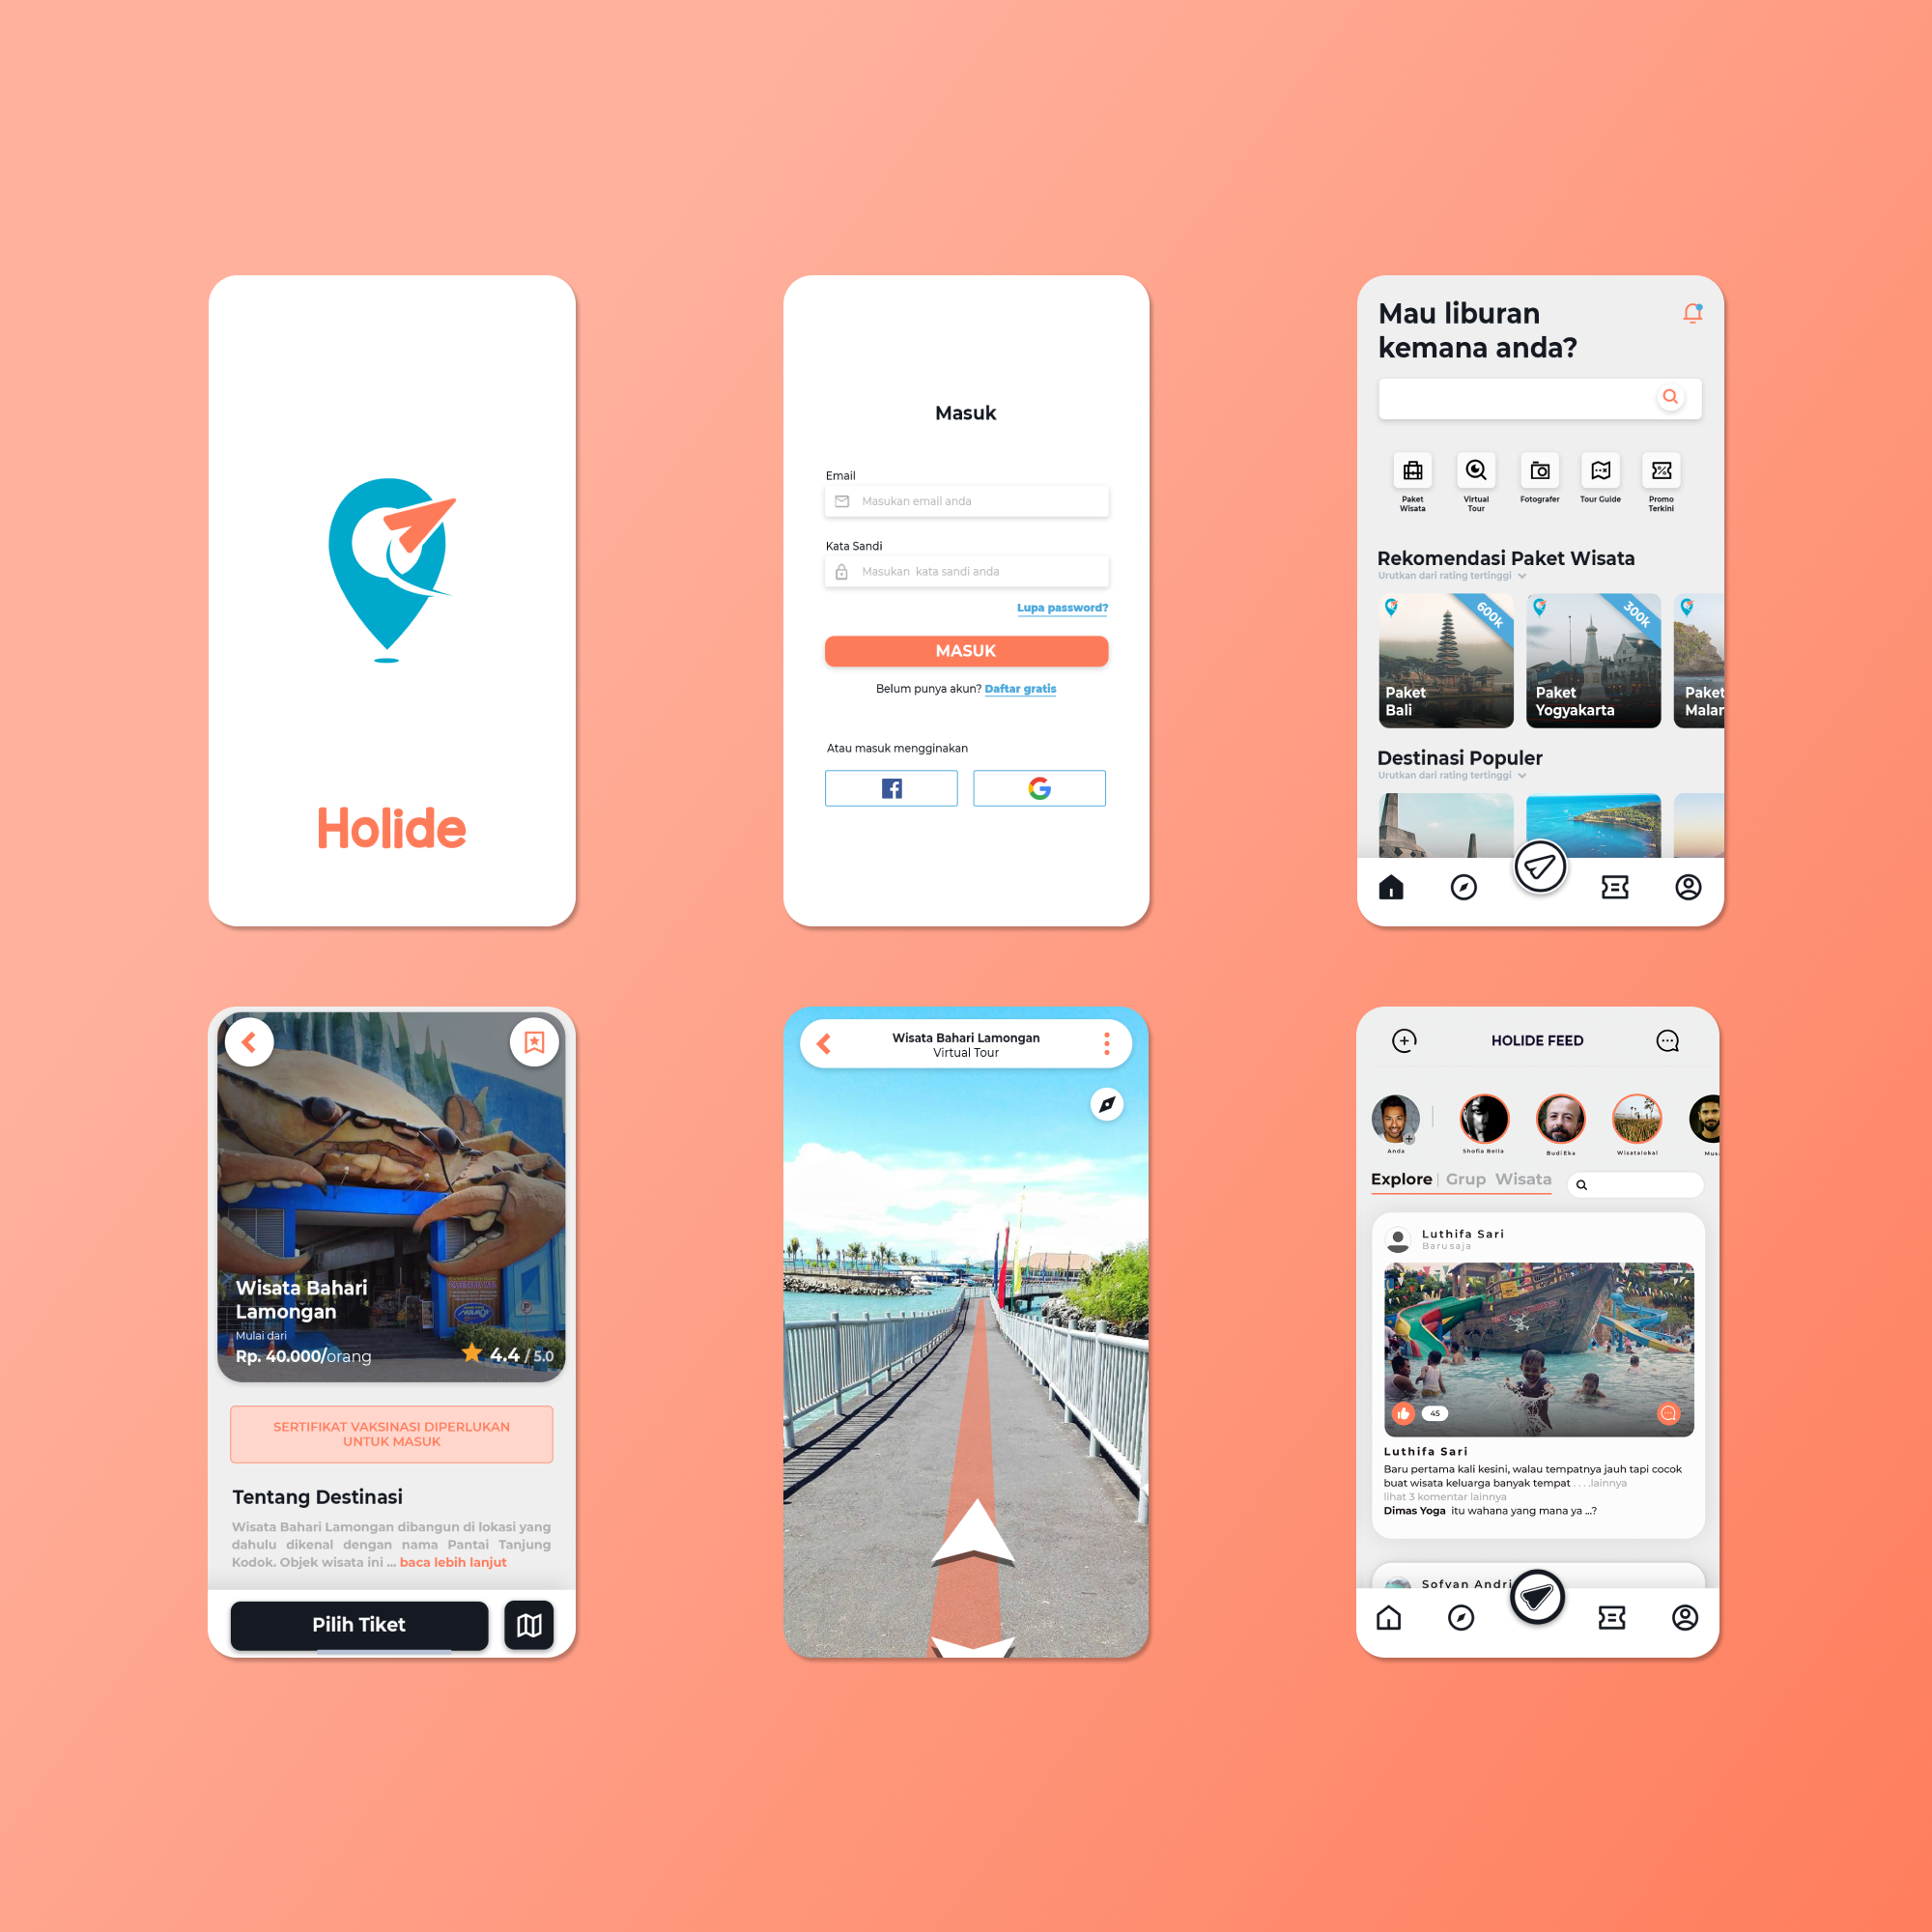 Holide
Masuk
Email
Masukan email anda
Kata Sandi
Masukan kata sandi anda
Lupa password?
MASUK
Belum punya akun? Daftar gratis
Atau masuk mengginakan
Mau liburan
kemana anda?
Paket
Wisata
Virtual
Tour
Fotografer
Tour Guide
Promo
Terkini
Rekomendasi Paket Wisata
Urutkan dari rating tertinggi
600k
Paket
Bali
300k
Paket
Yogyakarta
Paket
Malar
Destinasi Populer
Urutkan dari rating tertinggi
Wisata Bahari
Lamongan
Mulai dari
Rp. 40.000/orang
4.4 / 5.0
SERTIFIKAT VAKSINASI DIPERLUKAN
UNTUK MASUK
Tentang Destinasi
Wisata Bahari Lamongan dibangun di lokasi yang
dahulu dikenal dengan nama Pantai Tanjung
Kodok. Objek wisata ini ... baca lebih lanjut
Pilih Tiket
Wisata Bahari Lamongan
Virtual Tour
HOLIDE FEED
Anda
Shofia Bella
Budi Eka
Wisatalokal
Mus
Explore Grup Wisata
Luthifa Sari
Baru saja
45
Luthifa Sari
Baru pertama kali kesini, walau tempatnya jauh tapi cocok
buat wisata keluarga banyak tempat . . . .lainnya
lihat 3 komentar lainnya
Dimas Yoga itu wahana yang mana ya ...?
Sofyan Andri